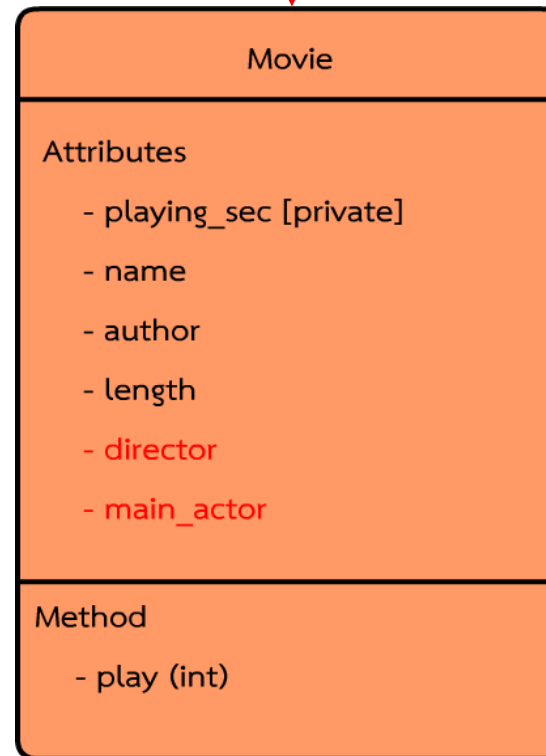 Movie
Attributes
- playing_sec [private]
- name
- author
- length
- director
- main_actor
Method
- play (int)